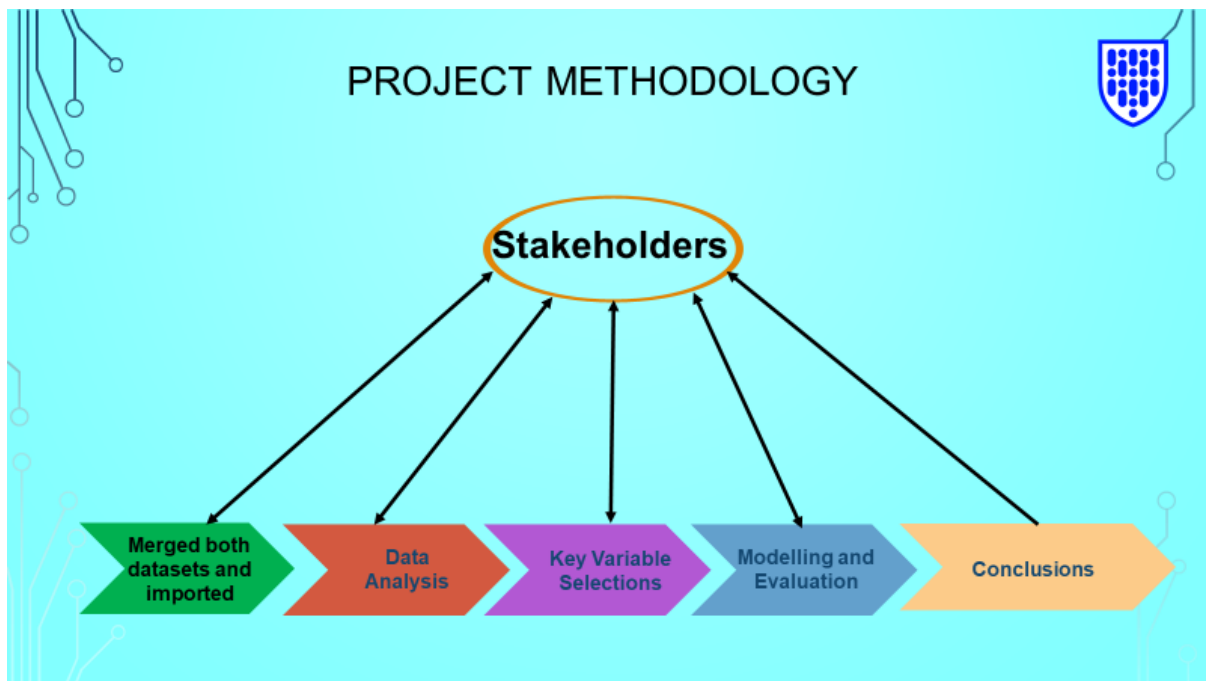 PROJECT METHODOLOGY
Stakeholders
Merged both
datasets and
imported
Data
Analysis
Key Variable
Selections
Modelling and
Evaluation
Conclusions